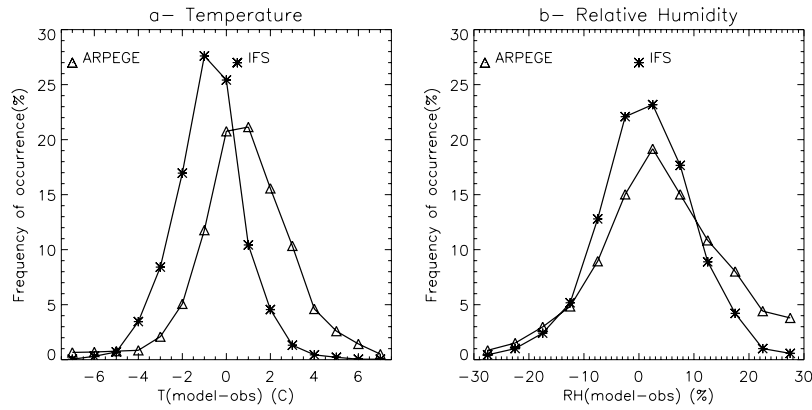 a- Temperature
30
25
20
15
10
5
0
Frequency of occurrence(%)
ARPEGE
IFS
-6 -4 -2 0 2 4 6
T(model-obs) (C)
b- Relative Humidity
30
25
20
15
10
5
0
Frequency of occurrence(%)
ARPEGE
IFS
-30 -20 -10 0 10 20 30
RH(model-obs) (%)